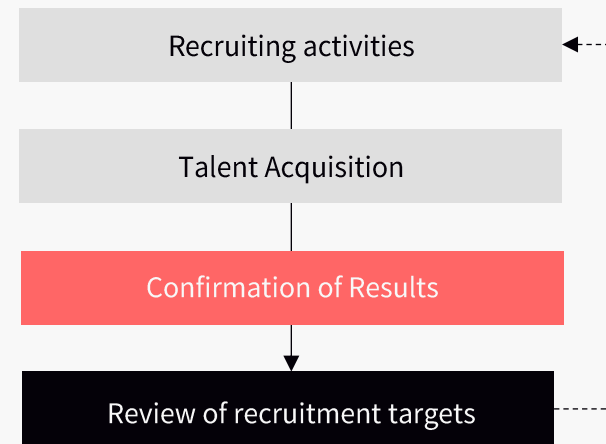 Recruiting activities
Talent Acquisition
Confirmation of Results
Review of recruitment targets